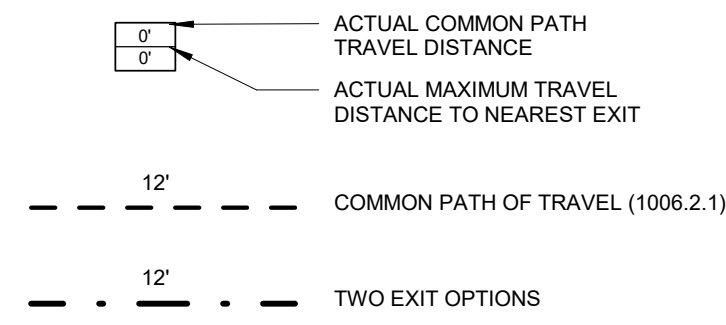 0'
0'
ACTUAL COMMON PATH
TRAVEL DISTANCE
ACTUAL MAXIMUM TRAVEL
DISTANCE TO NEAREST EXIT
12'
COMMON PATH OF TRAVEL (1006.2.1)
12'
TWO EXIT OPTIONS